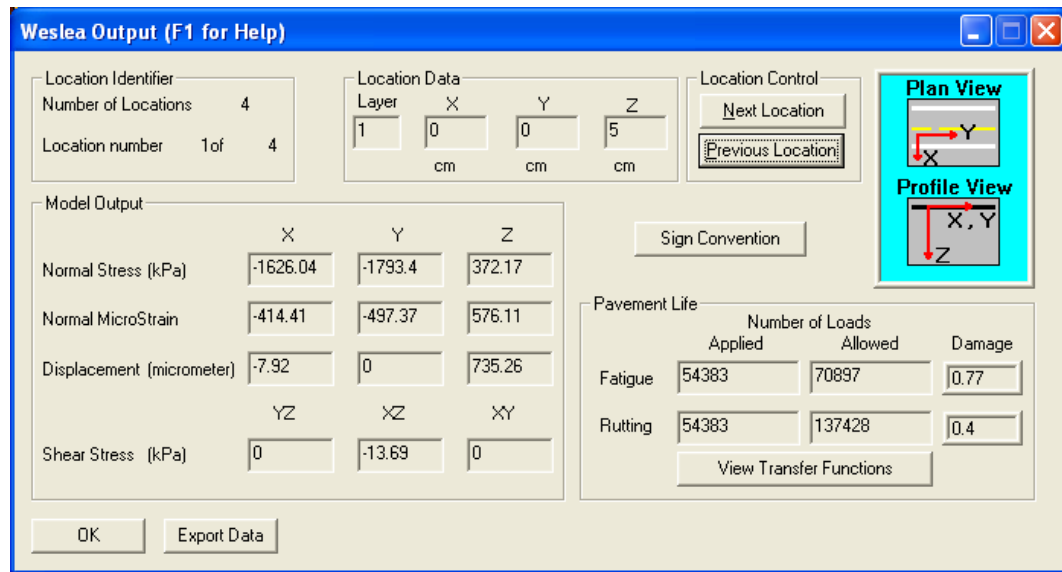 Weslea Output (F1 for Help)
Location Identifier
Number of Locations 4
Location number 1of 4
Location Data
Layer X Y Z
1 0 0 5
cm cm cm
Location Control
Next Location
Previous Location
Plan View
Y
X
Profile View
X, Y
Z
Model Output
X Y Z
Normal Stress (kPa) -1626.04 -1793.4 372.17
Normal MicroStrain -414.41 -497.37 576.11
Displacement (micrometer) -7.92 0 735.26
YZ XZ XY
Shear Stress (kPa) 0 -13.69 0
Sign Convention
Pavement Life
Number of Loads
Applied Allowed Damage
Fatigue 54383 70897 0.77
Rutting 54383 137428 0.4
View Transfer Functions
OK
Export Data